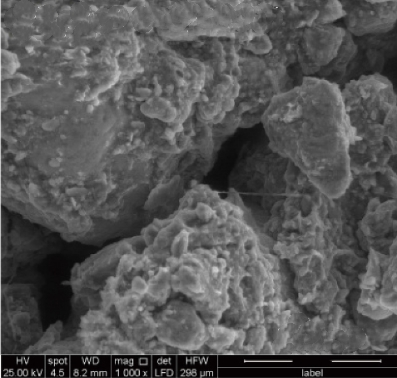 HV spot WD mag □ det HFW
25.00 kV 4.5 8.2 mm 1 000 x LFD 298 µm label